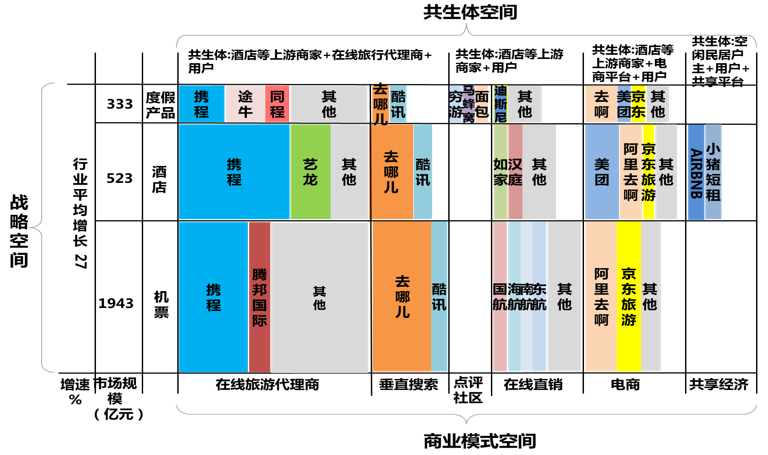 共生体空间
共生体:酒店等上游商家+在线旅行代理商+
用户
共生体:酒店等上游
商家+用户
共生体:酒店等
上游商家+电
商平台+用户
共生体:空
闲民居户
主+用户+
共享平台
战略空间
行业平均增长 27
333
度假
产品
携程
途牛
同程
其他
去哪儿
酷讯
穷游
马蜂窝
面包
迪斯尼
其他
去啊
美团
京东
其他
523
酒店
携程
艺龙
其他
去哪儿
酷讯
如家
汉庭
其他
美团
阿里去啊
京东旅游
其他
AIRBNB
小猪短租
1943
机票
携程
腾邦国际
其他
去哪儿
酷讯
国航
海航
南航
东航
其他
阿里去啊
京东旅游
其他
增速
%
市场规
模
（亿元）
在线旅游代理商
垂直搜索
点评
社区
在线直销
电商
共享经济
商业模式空间